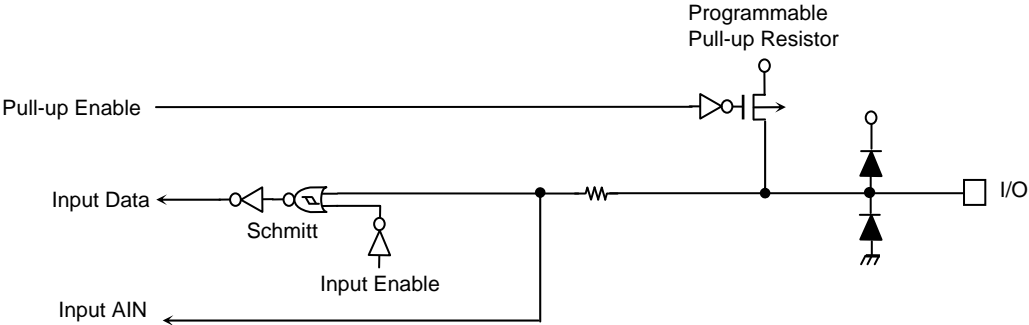 Programmable
Pull-up Resistor
Pull-up Enable
Input Data
I/O
Schmitt
Input Enable
Input AIN